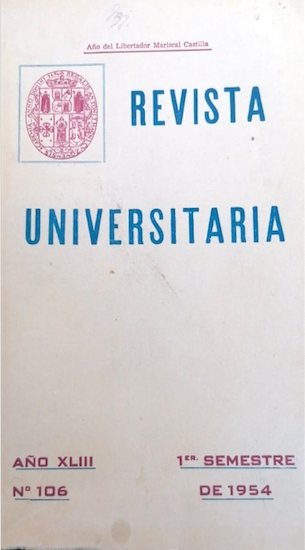 Año del Libertador Mariscal Castilla
REVISTA
UNIVERSITARIA
AÑO XLIII
1ER. SEMESTRE
Nº 106
DE 1954